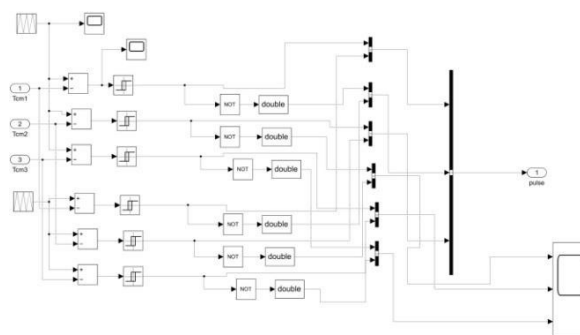 1
Tcm1
NOT
double
2
Tcm2
NOT
double
3
Tcm3
NOT
double
1
pulse
NOT
double
NOT
double
NOT
double